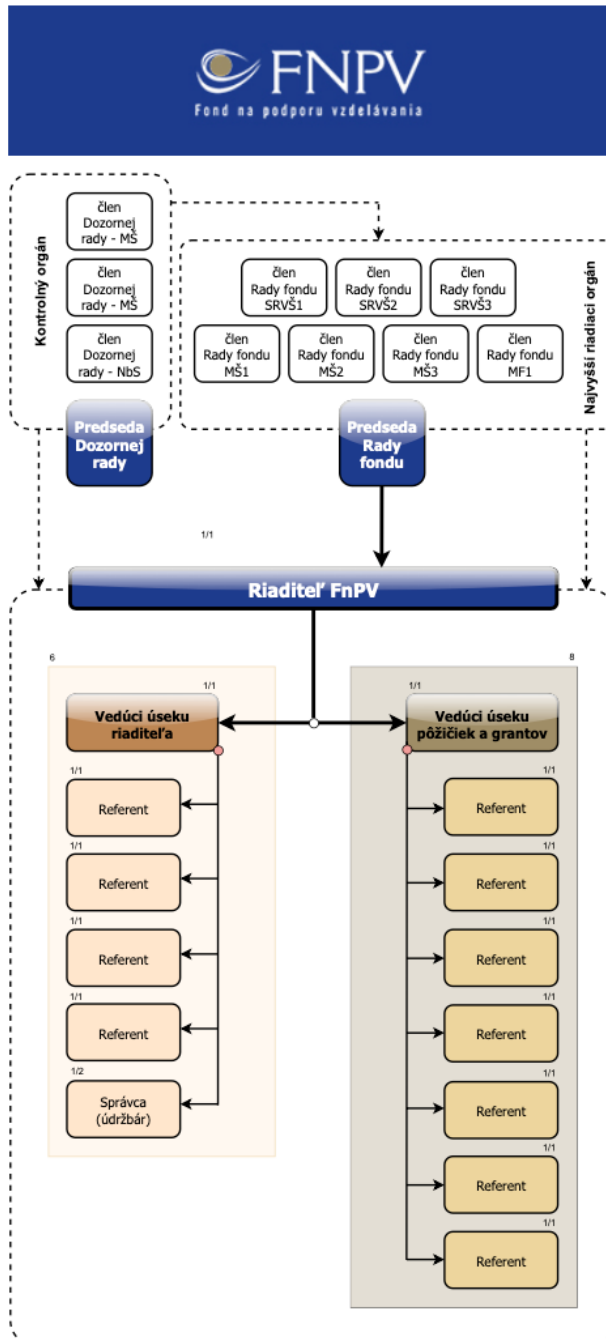 FNPV
Fond na podporu vzdelávania
Kontrolný orgán
člen
Dozornej
rady - MŠ
člen
Dozornej
rady - MŠ
člen
Dozornej
rady - NbS
Predseda
Dozornej
rady
člen
Rady fondu
SRVŠ1
člen
Rady fondu
SRVŠ2
člen
Rady fondu
SRVŠ3
člen
Rady fondu
MŠ1
člen
Rady fondu
MŠ2
člen
Rady fondu
MŠ3
člen
Rady fondu
MF1
Najvyšší riadiaci orgán
Predseda
Rady
fondu
1/1
Riaditeľ FnPV
6
1/1
Vedúci úseku
riaditeľa
1/1
Referent
1/1
Referent
1/1
Referent
1/1
Referent
1/2
Správca
(údržbár)
8
1/1
Vedúci úseku
pôžičiek a grantov
1/1
Referent
1/1
Referent
1/1
Referent
1/1
Referent
1/1
Referent
1/1
Referent
1/1
Referent